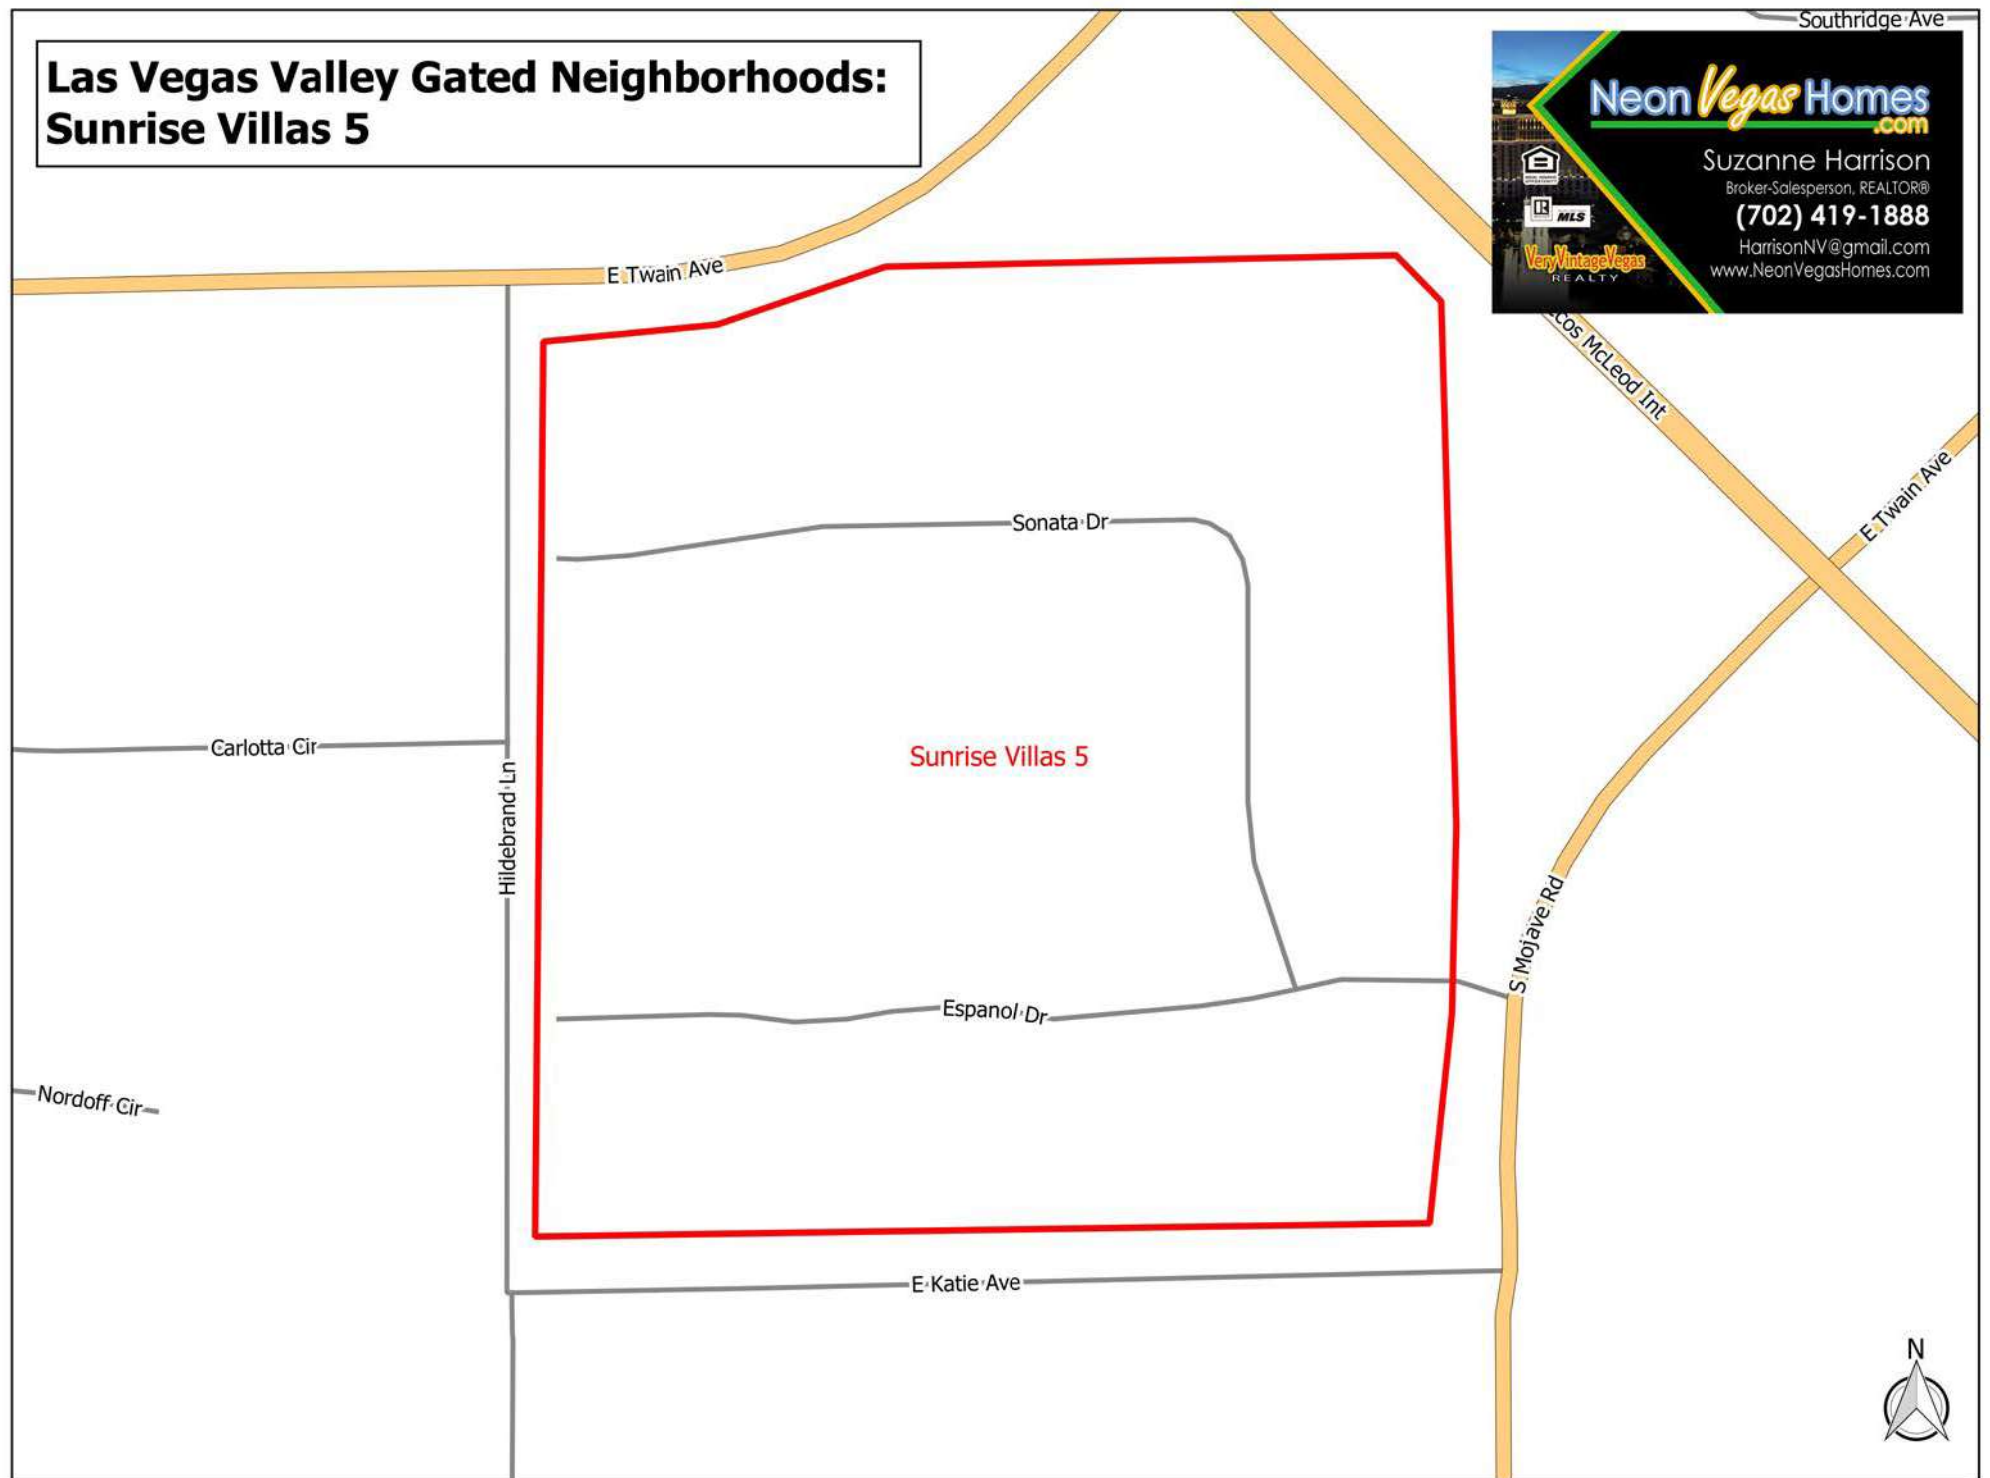 Southridge Ave
Las Vegas Valley Gated Neighborhoods:
Sunrise Villas 5
Neon Vegas Homes
.com
Suzanne Harrison
Broker-Salesperson, REALTOR®
(702) 419-1888
HarrisonNV@gmail.com
www.NeonVegasHomes.com
MLS
VeryVintageVegas
REALTY
E Twain Ave
cos McLeod Int
E Twain Ave
Sonata Dr
Carlotta Cir
Sunrise Villas 5
Hildebrand Ln
S Mojave Rd
Espanol Dr
Nordoff Cir
E Katie Ave
N